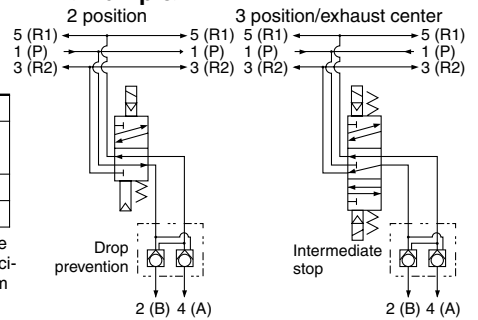 2 position
5 (R1) 5 (R1)
1 (P) 1 (P)
3 (R2) 3 (R2)
Drop
prevention
2 (B) 4 (A)
3 position/exhaust center
5 (R1) 5 (R1)
1 (P) 1 (P)
3 (R2) 3 (R2)
Intermediate
stop
2 (B) 4 (A)